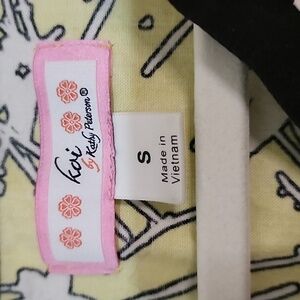 koi
by Kathy Peterson®
S
Made in
Vietnam